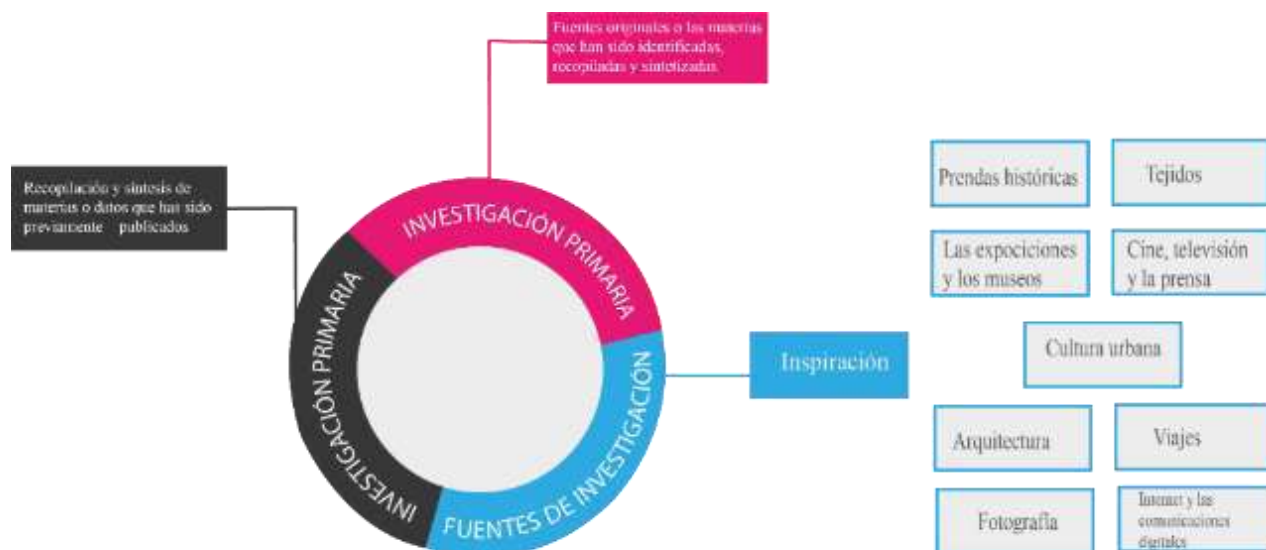 Fuentes originales o las materias
que han sido identificadas,
recopiladas y sintetizadas.
Recopilación y síntesis de
materias o datos que han sido
previamente publicados
INVESTIGACIÓN PRIMARIA
INVESTIGACIÓN PRIMARIA
FUENTES DE INVESTIGACIÓN
Inspiración
Prendas históricas
Tejidos
Las expociciones
y los museos
Cine, televisión
y la prensa
Cultura urbana
Arquitectura
Viajes
Fotografía
Internet y las
comunicaciones
digitales